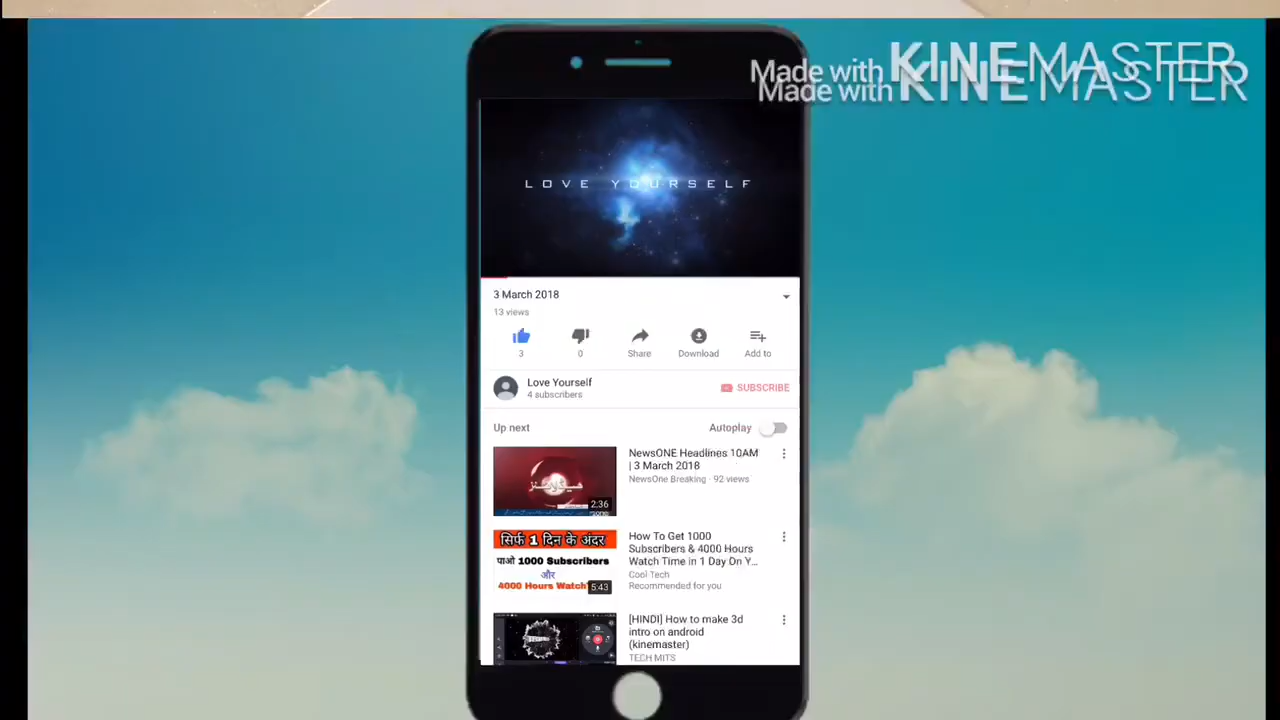 Made with KINEMASTER
Made with KINEMASTER
LOVE YOURSELF
3 March 2018
13 views
3
0
Share
Download
Add to
Love Yourself
4 subscribers
SUBSCRIBE
Up next
Autoplay
NewsONE Headlines 10AM
| 3 March 2018
NewsOne Breaking · 92 views
ہیڈلائنز
2:36
सिर्फ 1 दिन के अंदर
पाओ 1000 Subscribers
और
4000 Hours Watch
5:43
How To Get 1000
Subscribers & 4000 Hours
Watch Time in 1 Day On Y...
Cool Tech
Recommended for you
[HINDI] How to make 3d
intro on android
(kinemaster)
TECH MITS